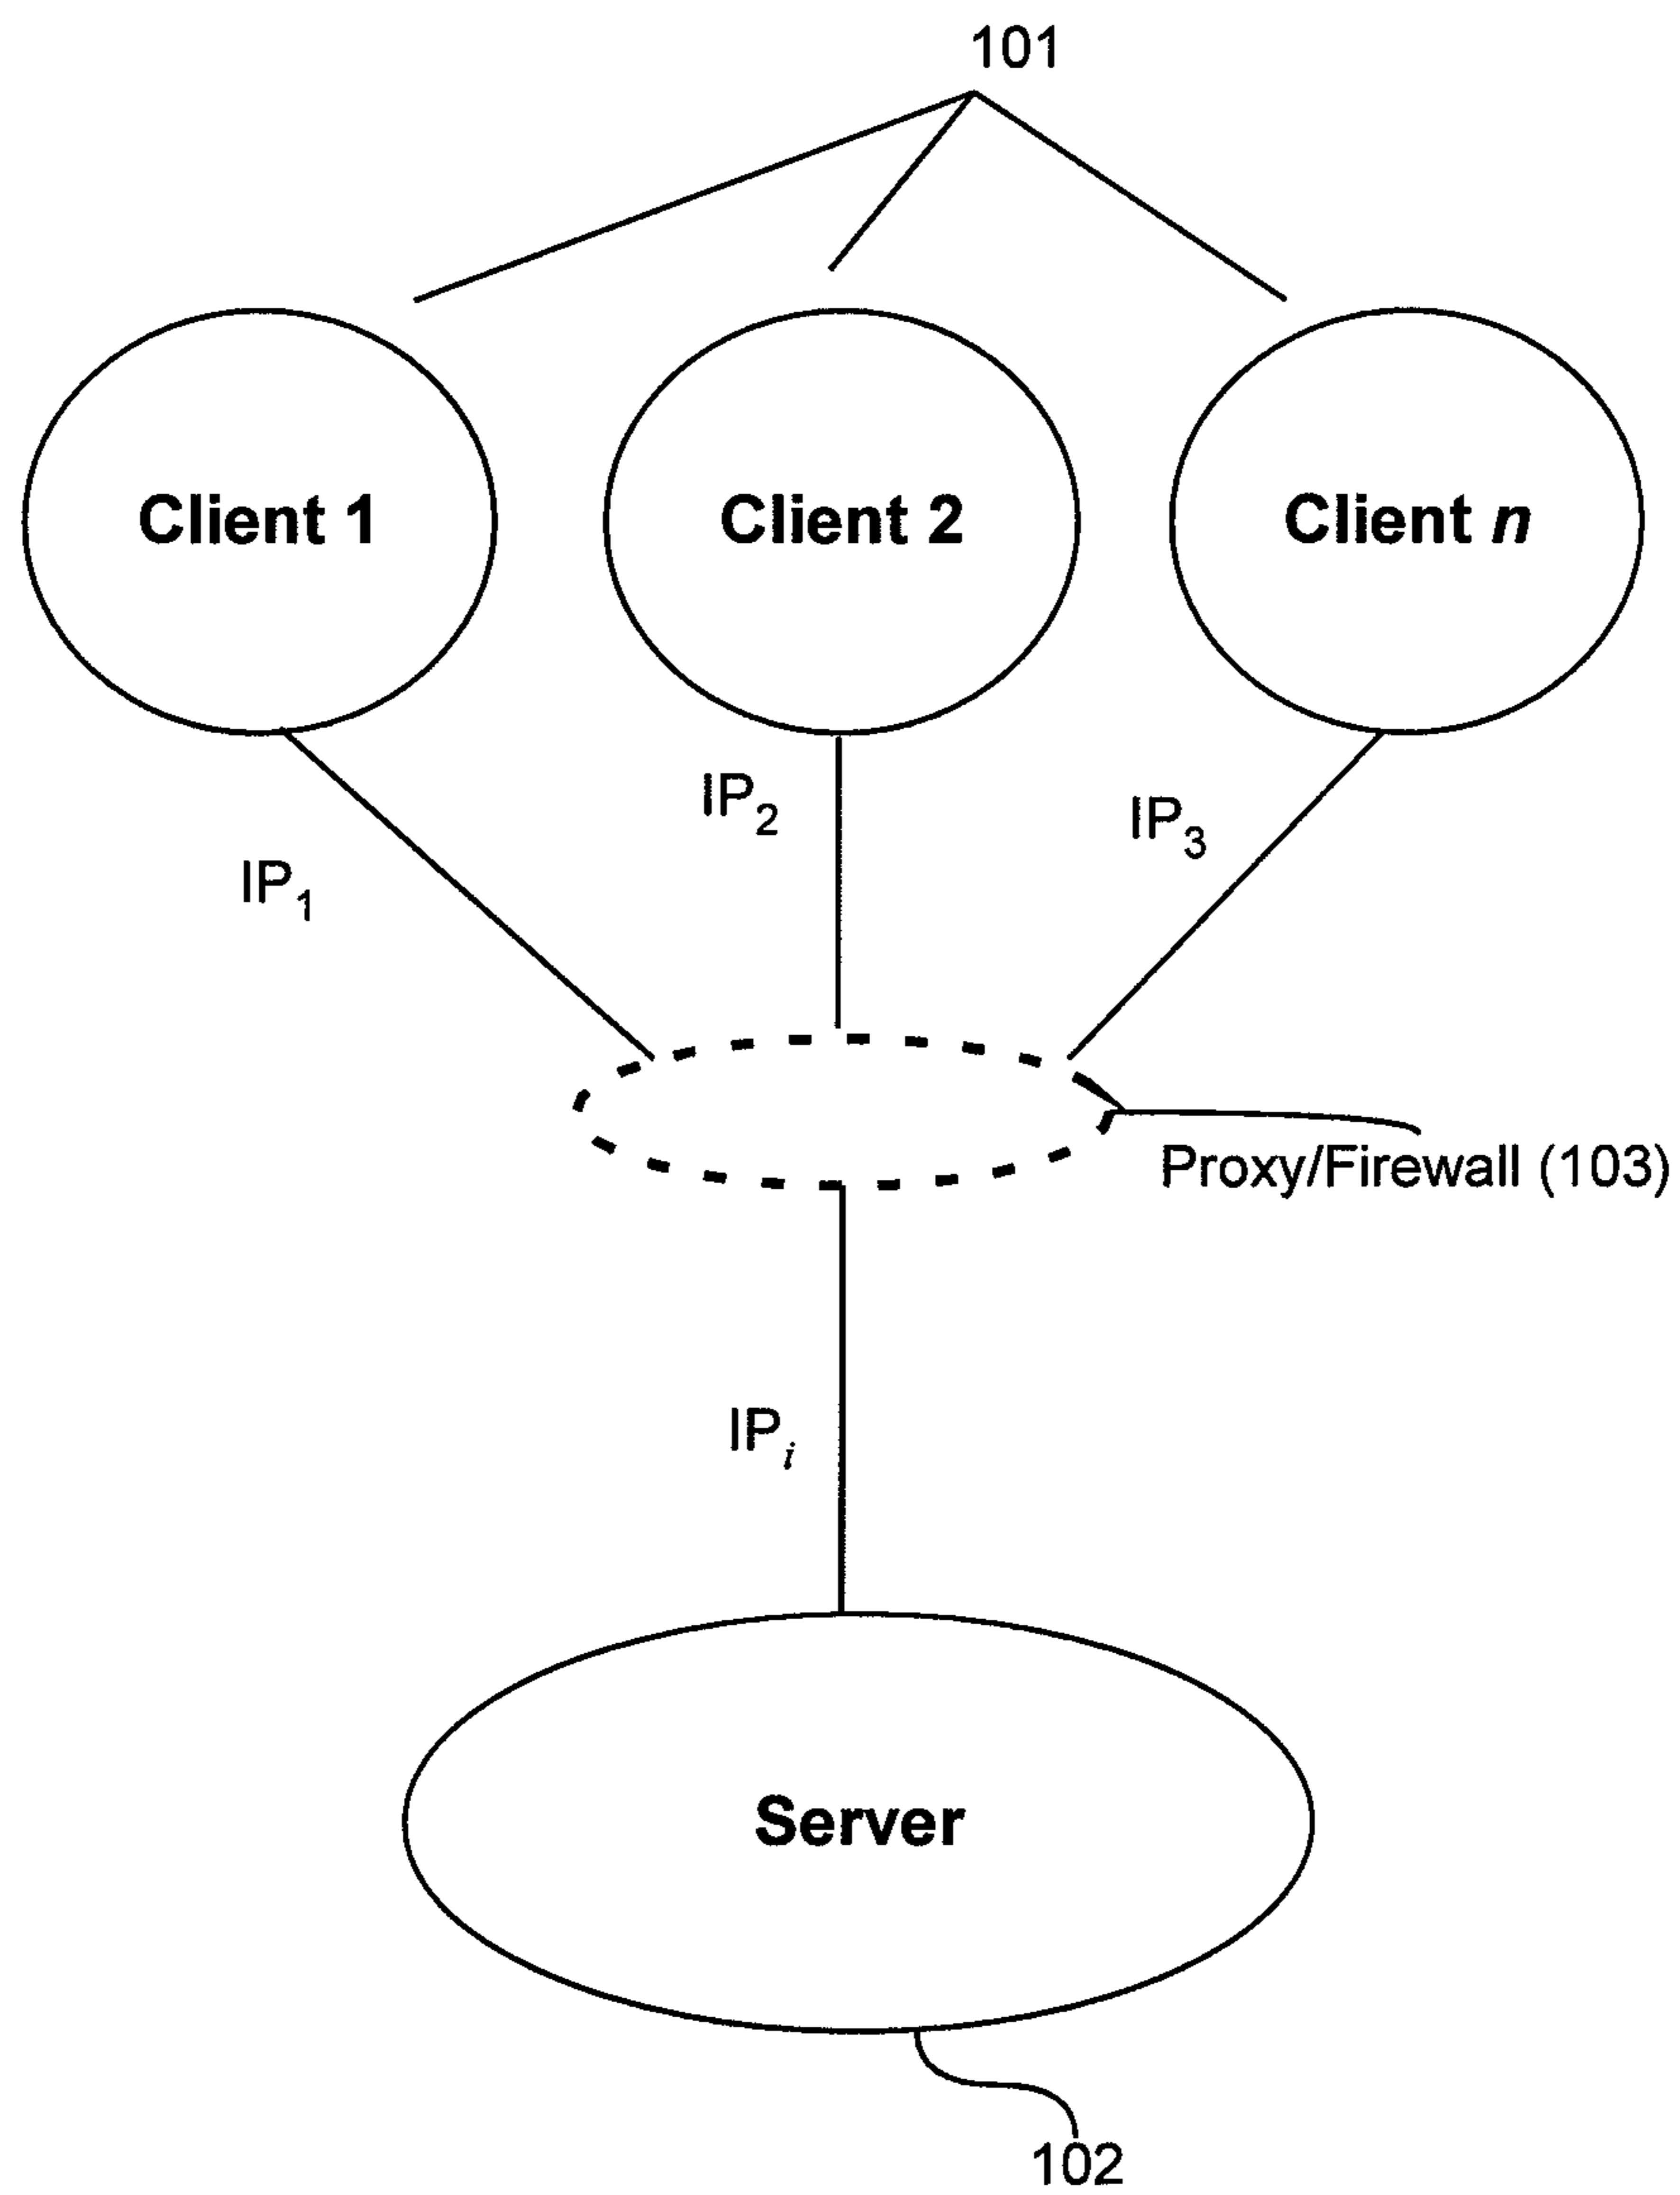 101
Client 1
Client 2
Client n
IP2
IP3
IP1
Proxy/Firewall (103)
IPi
Server
102